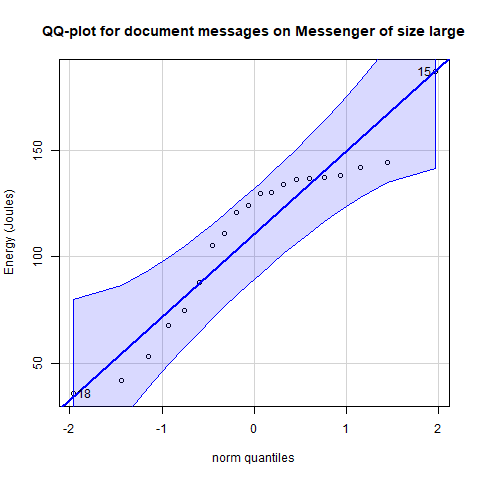 QQ-plot for document messages on Messenger of size large
Energy (Joules)
150
100
50
15
18
-2 -1 0 1 2
norm quantiles